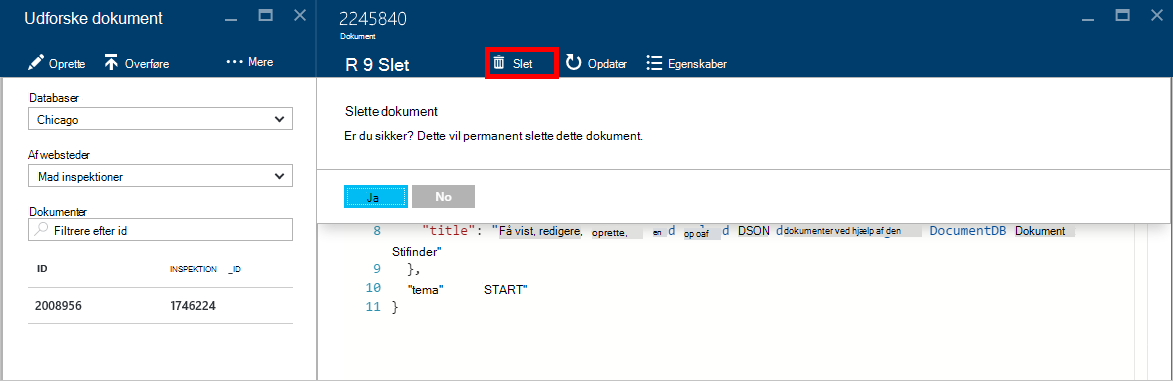 Udforske dokument
Oprette
Overføre
Mere
Databaser
Chicago
Af websteder
Mad inspektioner
Dokumenter
Filtrere efter id
ID INSPEKTION _ID
2008956 1746224
2245840
Dokument
R 9 Slet
Slet
Opdater
Egenskaber
Slette dokument
Er du sikker? Dette vil permanent slette dette dokument.
Ja
No
8 "title": "Få vist, redigere, oprette, en d op oaf d DSON ddokumenter ved hjælp af den DocumentDB Dokument
Stifinder"
9 },
10 "tema" START"
11 }